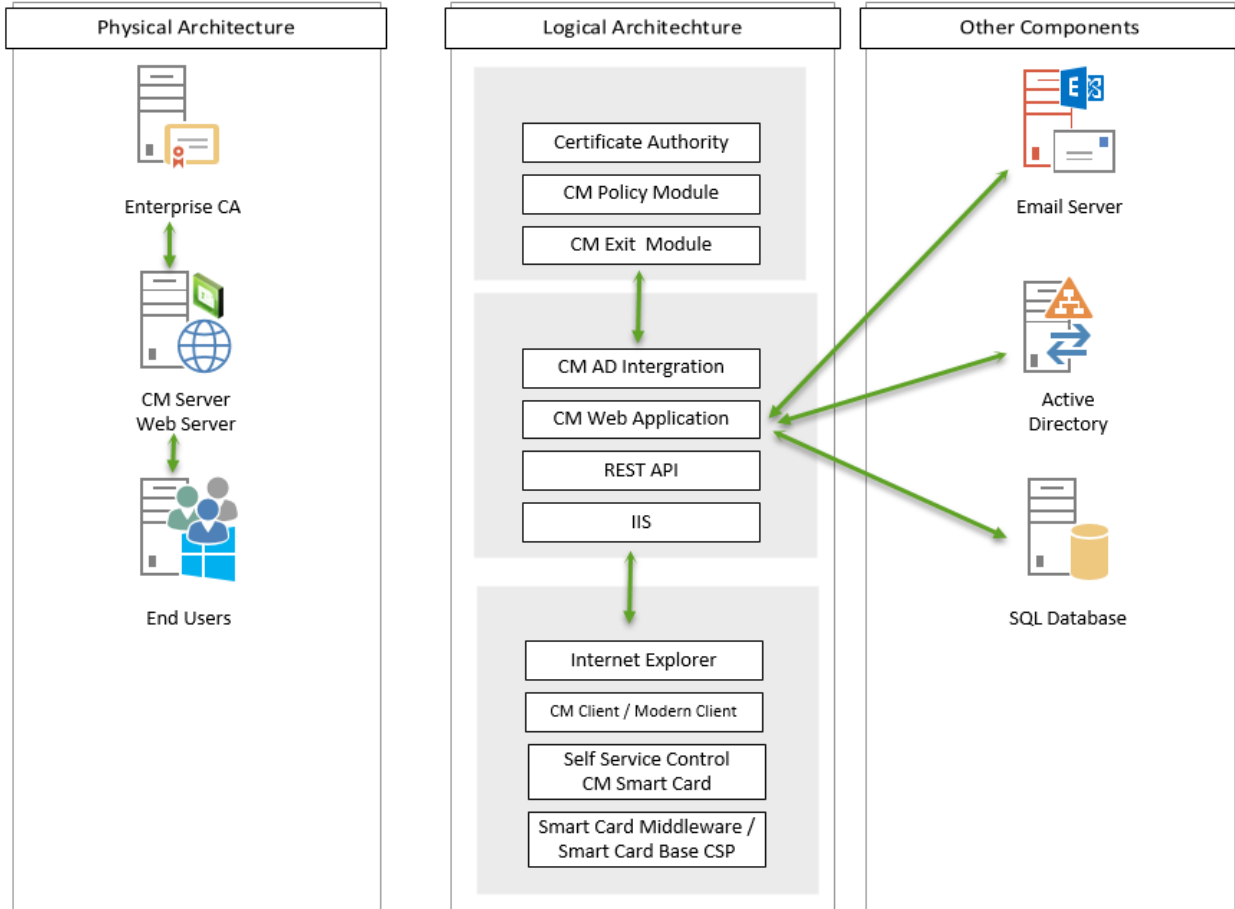 Physical Architecture
Enterprise CA
CM Server
Web Server
End Users
Logical Architechture
Certificate Authority
CM Policy Module
CM Exit  Module
CM AD Intergration
CM Web Application
REST API
IIS
Internet Explorer
CM Client / Modern Client
Self Service Control
CM Smart Card
Smart Card Middleware /
Smart Card Base CSP
Other Components
E
Email Server
Active
Directory
SQL Database